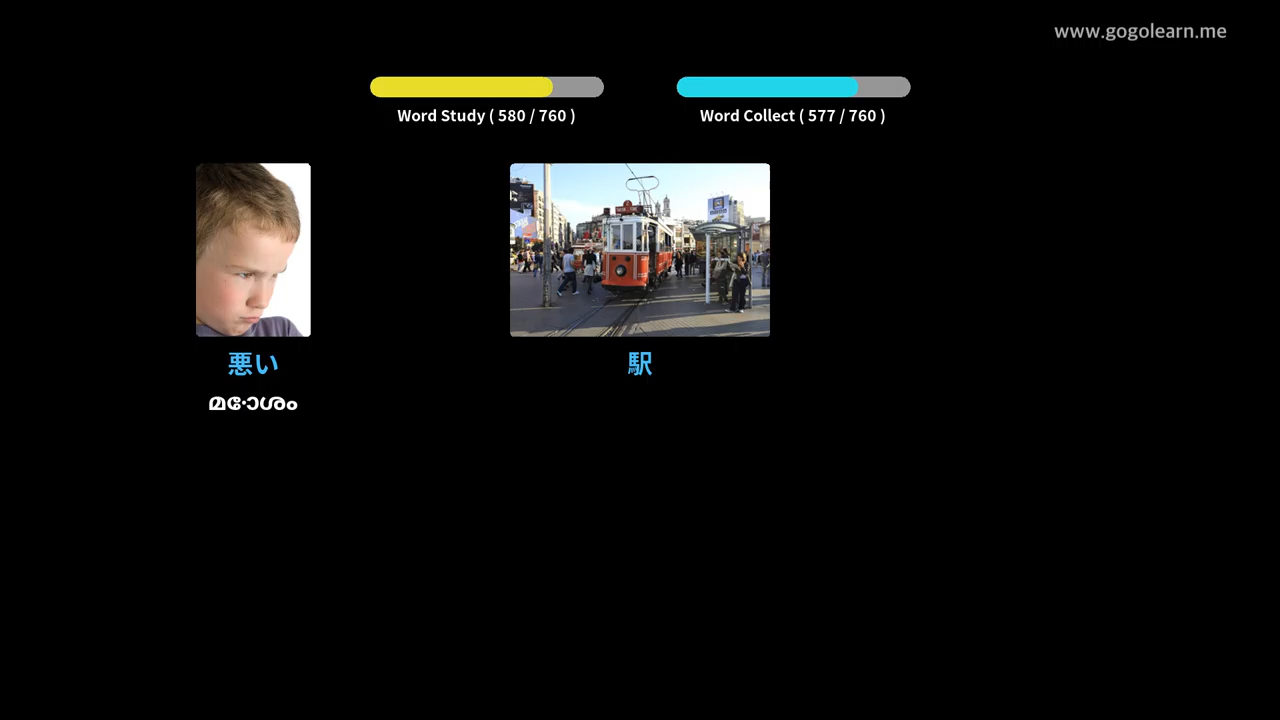 www.gogolearn.me
Word Study ( 580 / 760 )
Word Collect ( 577 / 760 )
悪い
駅
മോശം